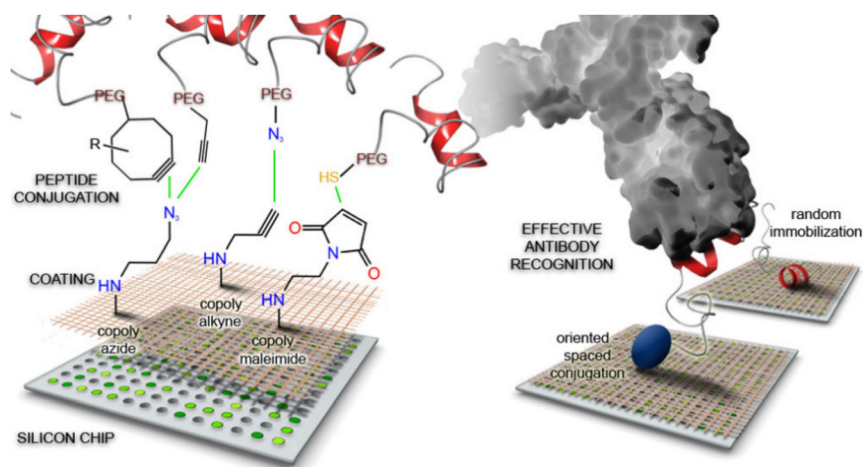 PEG
PEG
PEG
PEG
R
N3
HS
PEPTIDE
CONJUGATION
N3
O
N
O
COATING
HN
HN
HN
copoly
azide
copoly
alkyne
copoly
maleimide
SILICON CHIP
EFFECTIVE
ANTIBODY
RECOGNITION
random
immobilization
oriented
spaced
conjugation